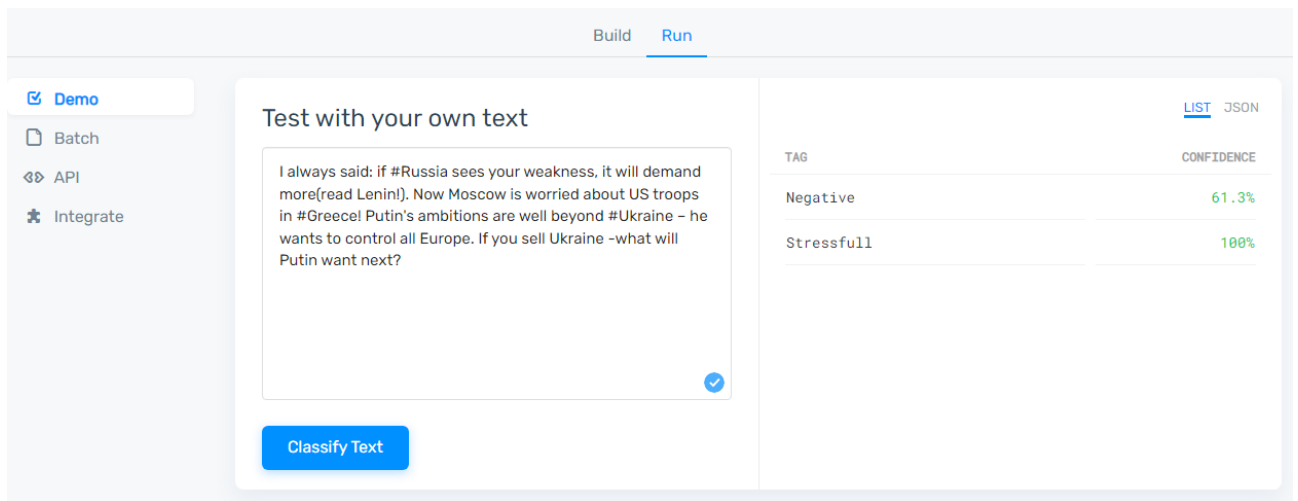 Build Run
Demo
Batch
API
Integrate
Test with your own text
I always said: if #Russia sees your weakness, it will demand
more(read Lenin!). Now Moscow is worried about US troops
in #Greece! Putin's ambitions are well beyond #Ukraine – he
wants to control all Europe. If you sell Ukraine -what will
Putin want next?
Classify Text
LIST JSON
TAG CONFIDENCE
Negative 61.3%
Stressfull 100%